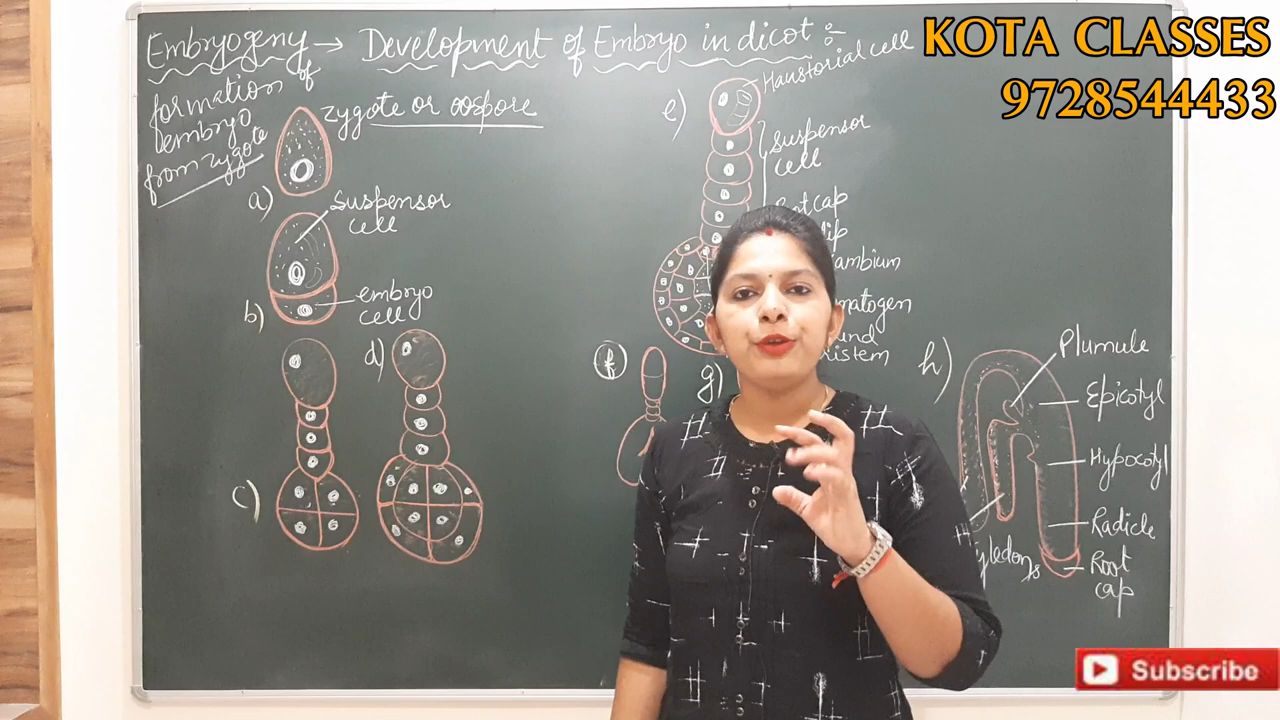 Embryogeny → Development of Embryo in dicot :-
formation of
embryo
from zygote
zygote or oospore
a)
Suspensor
cell
b)
embryo
cell
c)
d)
e)
Haustorial cell
Suspensor
cell
cap
f
g)
h)
Plumule
Epicotyl
Hypocotyl
Radicle
Root
cap
KOTA CLASSES
9728544433
Subscribe